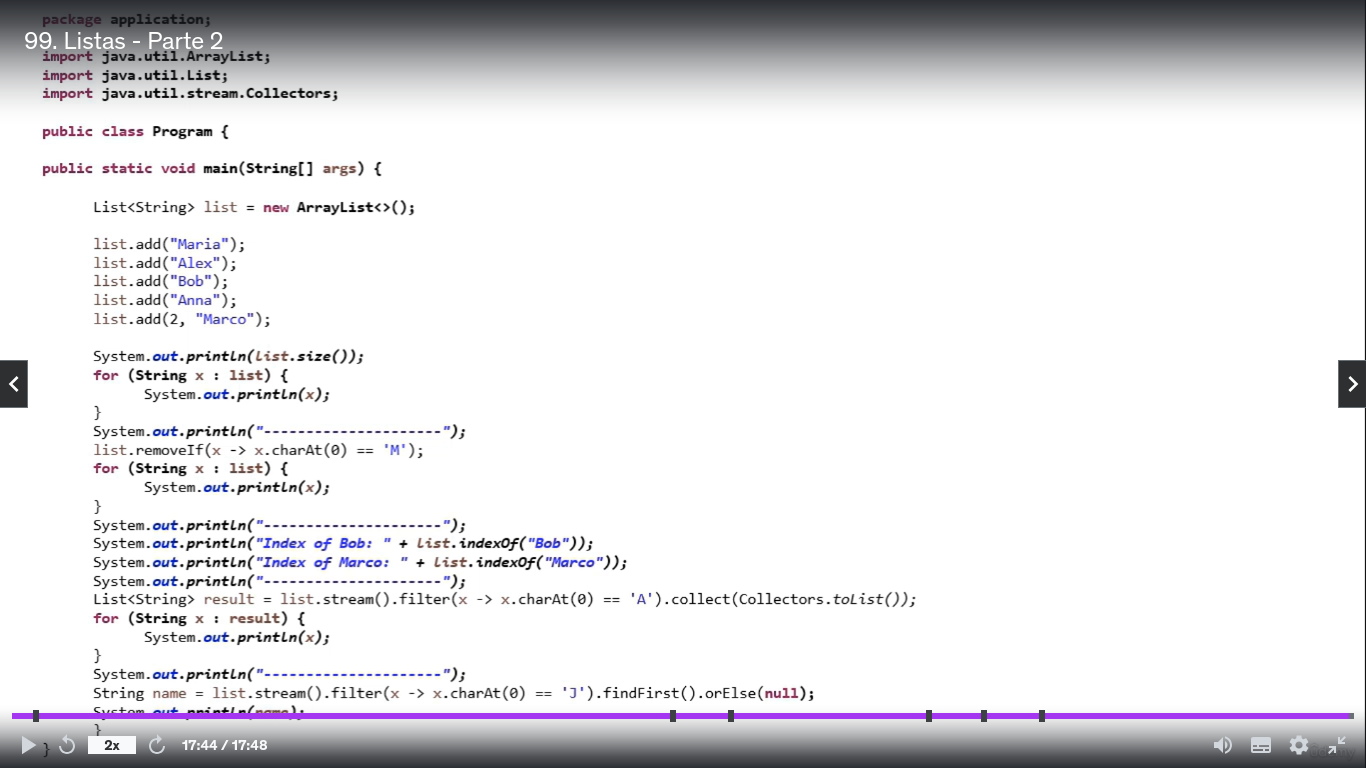 package application;
99. Listas - Parte 2
import java.util.ArrayList;
import java.util.List;
import java.util.stream.Collectors;
public class Program {
public static void main(String[] args) {
List<String> list = new ArrayList<>();
list.add("Maria");
list.add("Alex");
list.add("Bob");
list.add("Anna");
list.add(2, "Marco");
System.out.println(list.size());
for (String x : list) {
System.out.println(x);
}
System.out.println("---------------------");
list.removeIf(x -> x.charAt(0) == 'M');
for (String x : list) {
System.out.println(x);
}
System.out.println("---------------------");
System.out.println("Index of Bob: " + list.indexOf("Bob"));
System.out.println("Index of Marco: " + list.indexOf("Marco"));
System.out.println("---------------------");
List<String> result = list.stream().filter(x -> x.charAt(0) == 'A').collect(Collectors.toList());
for (String x : result) {
System.out.println(x);
}
System.out.println("---------------------");
String name = list.stream().filter(x -> x.charAt(0) == 'J').findFirst().orElse(null);
System.out.println(name);
}
}
2x
17:44 / 17:48